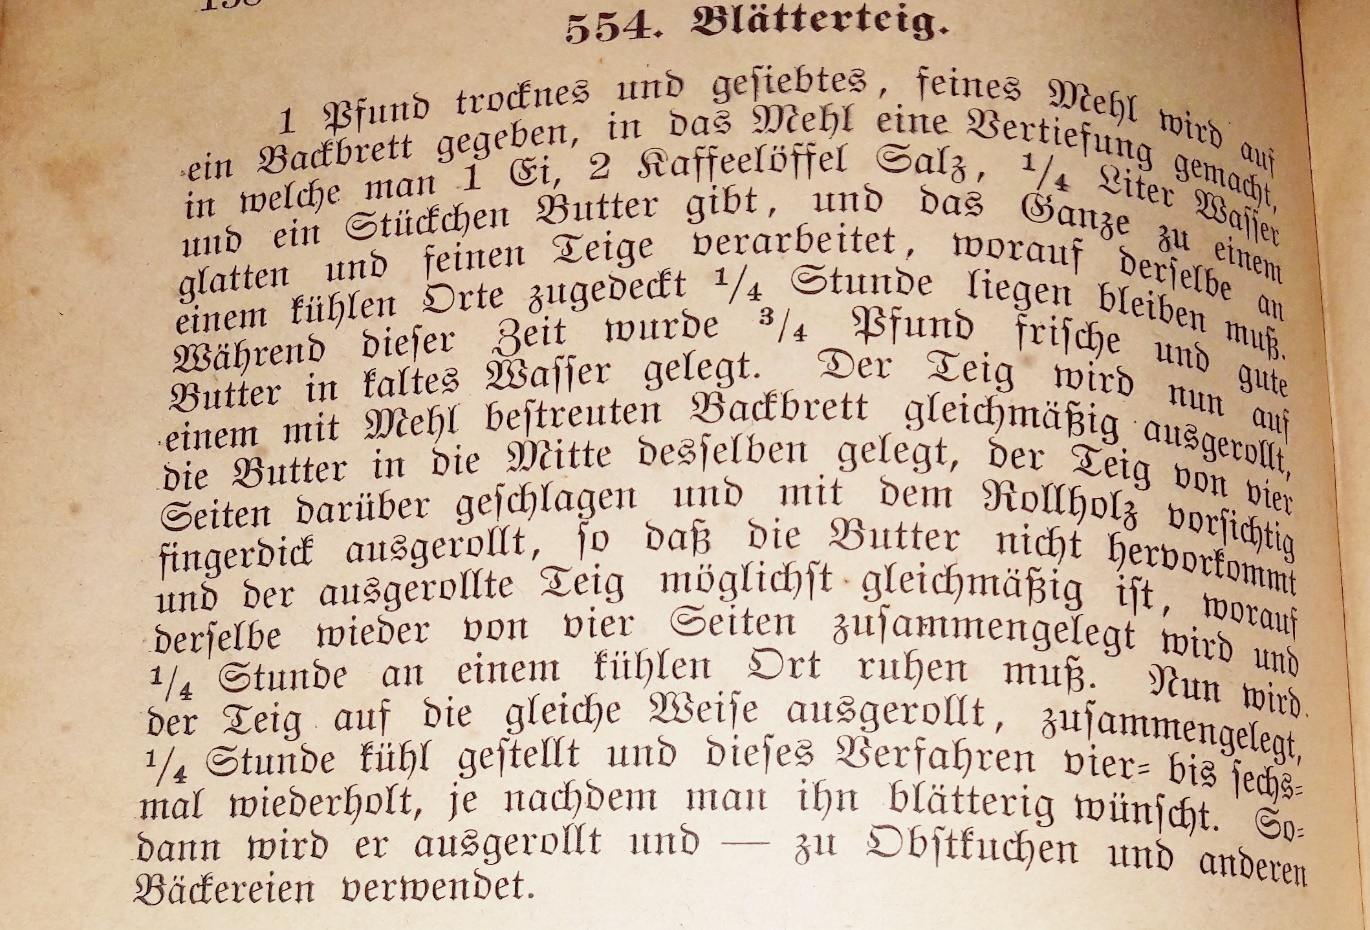 554. Blätterteig.
1 Pfund trocknes und gesiebtes, feines Mehl wird auf
ein Backbrett gegeben, in das Mehl eine Vertiefung gemacht,
in welche man 1 Ei, 2 Kaffeelöffel Salz, 1/4 Liter Wasser
und ein Stückchen Butter gibt, und das Ganze zu einem
glatten und feinen Teige verarbeitet, worauf derselbe an
einem kühlen Orte zugedeckt 1/4 Stunde liegen bleiben muß.
Während dieser Zeit wurde 3/4 Pfund frische und gute
Butter in kaltes Wasser gelegt. Der Teig wird nun auf
einem mit Mehl bestreuten Backbrett gleichmäßig ausgerollt,
die Butter in die Mitte desselben gelegt, der Teig von vier
Seiten darüber geschlagen und mit dem Rollholz vorsichtig
fingerdick ausgerollt, so daß die Butter nicht hervorkommt
und der ausgerollte Teig möglichst gleichmäßig ist, worauf
derselbe wieder von vier Seiten zusammengelegt wird und
1/4 Stunde an einem kühlen Ort ruhen muß. Nun wird
der Teig auf die gleiche Weise ausgerollt, zusammengelegt,
1/4 Stunde kühl gestellt und dieses Verfahren vier= bis sechs=
mal wiederholt, je nachdem man ihn blätterig wünscht. So=
dann wird er ausgerollt und — zu Obstkuchen und anderen
Bäckereien verwendet.